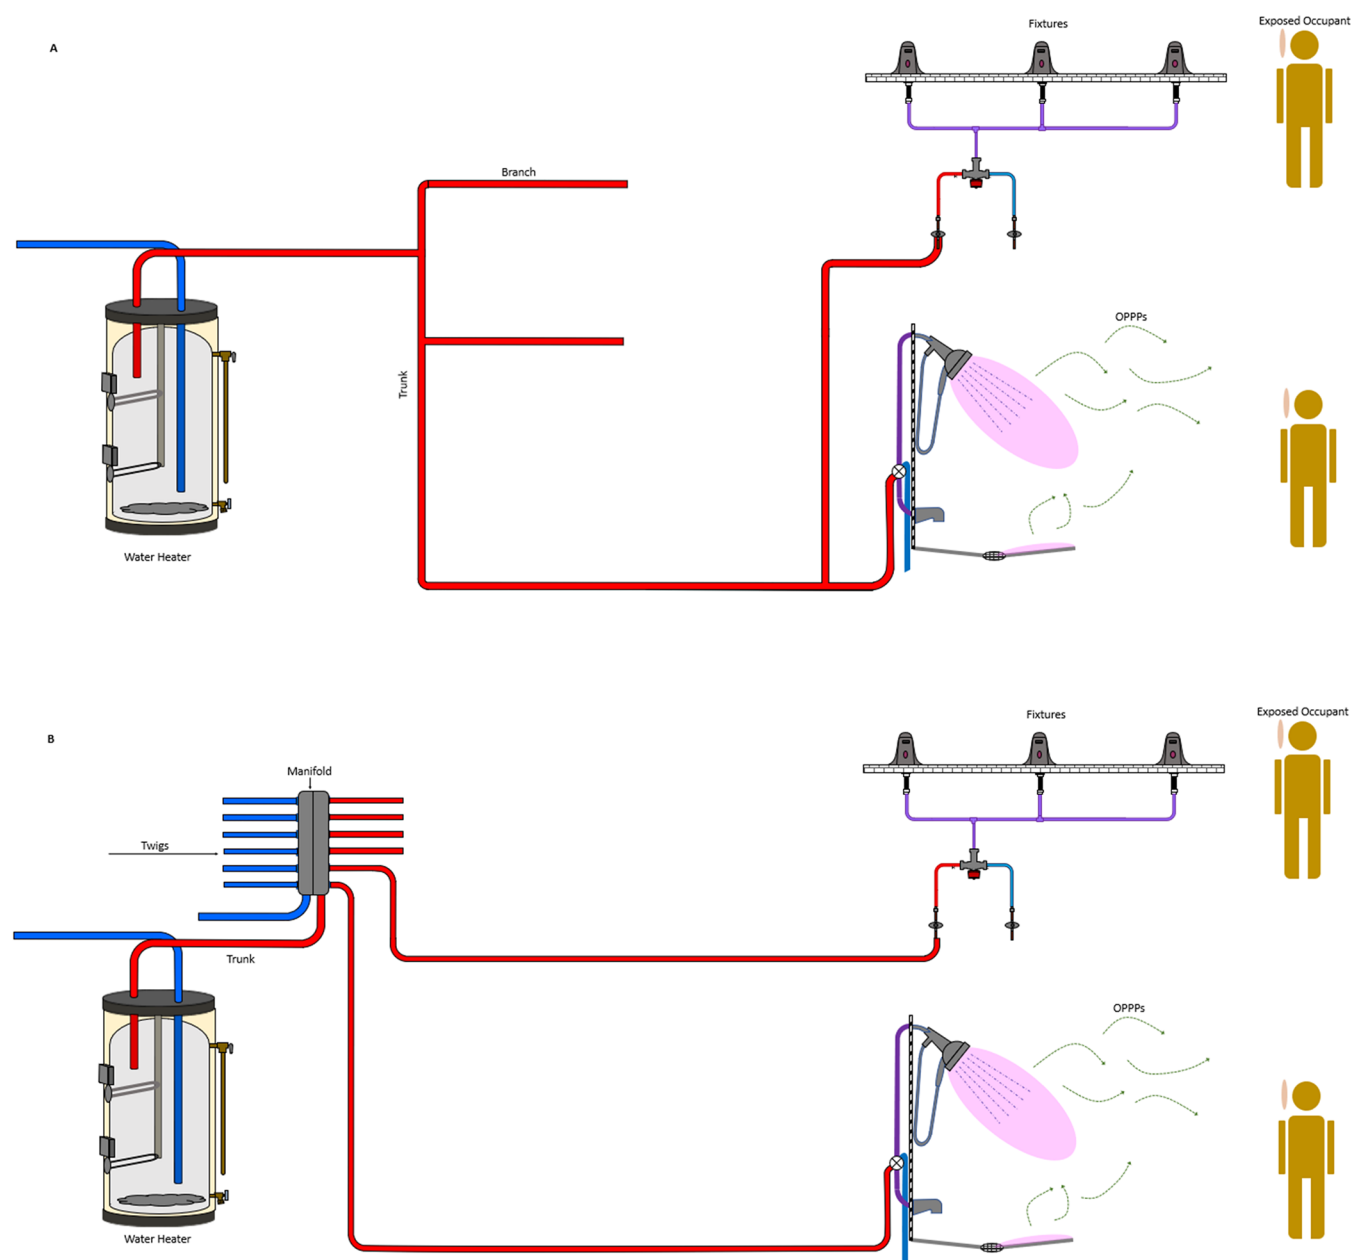 Fixtures
Exposed Occupant
A
Branch
OPPPs
Trunk
Water Heater
Fixtures
Exposed Occupant
B
Manifold
Twigs
Trunk
OPPPs
Water Heater